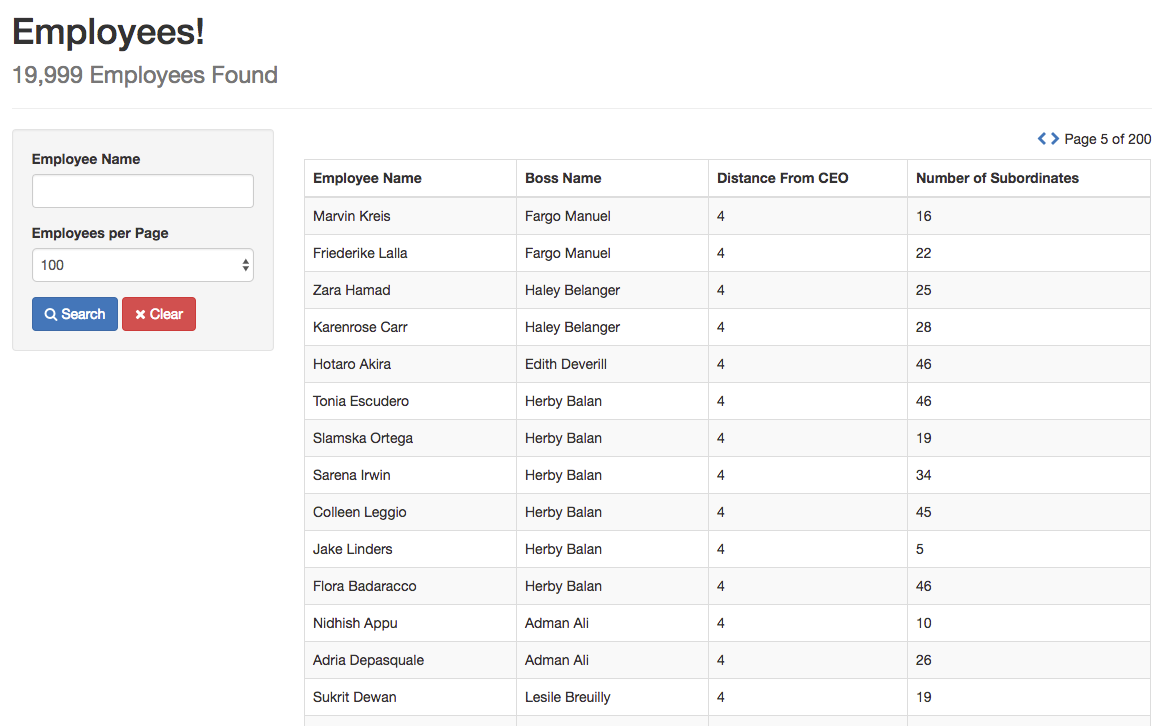 Employees!
19,999 Employees Found
Employee Name
Employees per Page
100
Search Clear
Page 5 of 200
Employee Name Boss Name Distance From CEO Number of Subordinates
Marvin Kreis Fargo Manuel 4 16
Friederike Lalla Fargo Manuel 4 22
Zara Hamad Haley Belanger 4 25
Karenrose Carr Haley Belanger 4 28
Hotaro Akira Edith Deverill 4 46
Tonia Escudero Herby Balan 4 46
Slamska Ortega Herby Balan 4 19
Sarena Irwin Herby Balan 4 34
Colleen Leggio Herby Balan 4 45
Jake Linders Herby Balan 4 5
Flora Badaracco Herby Balan 4 46
Nidhish Appu Adman Ali 4 10
Adria Depasquale Adman Ali 4 26
Sukrit Dewan Lesile Breuilly 4 19